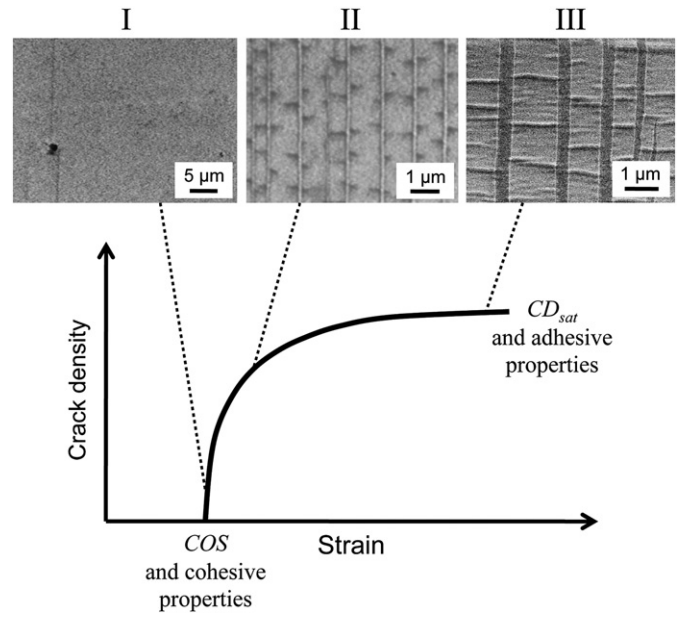 I
II
III
5 μm
1 μm
1 μm
Crack density
CDsat
and adhesive
properties
COS
and cohesive
properties
Strain